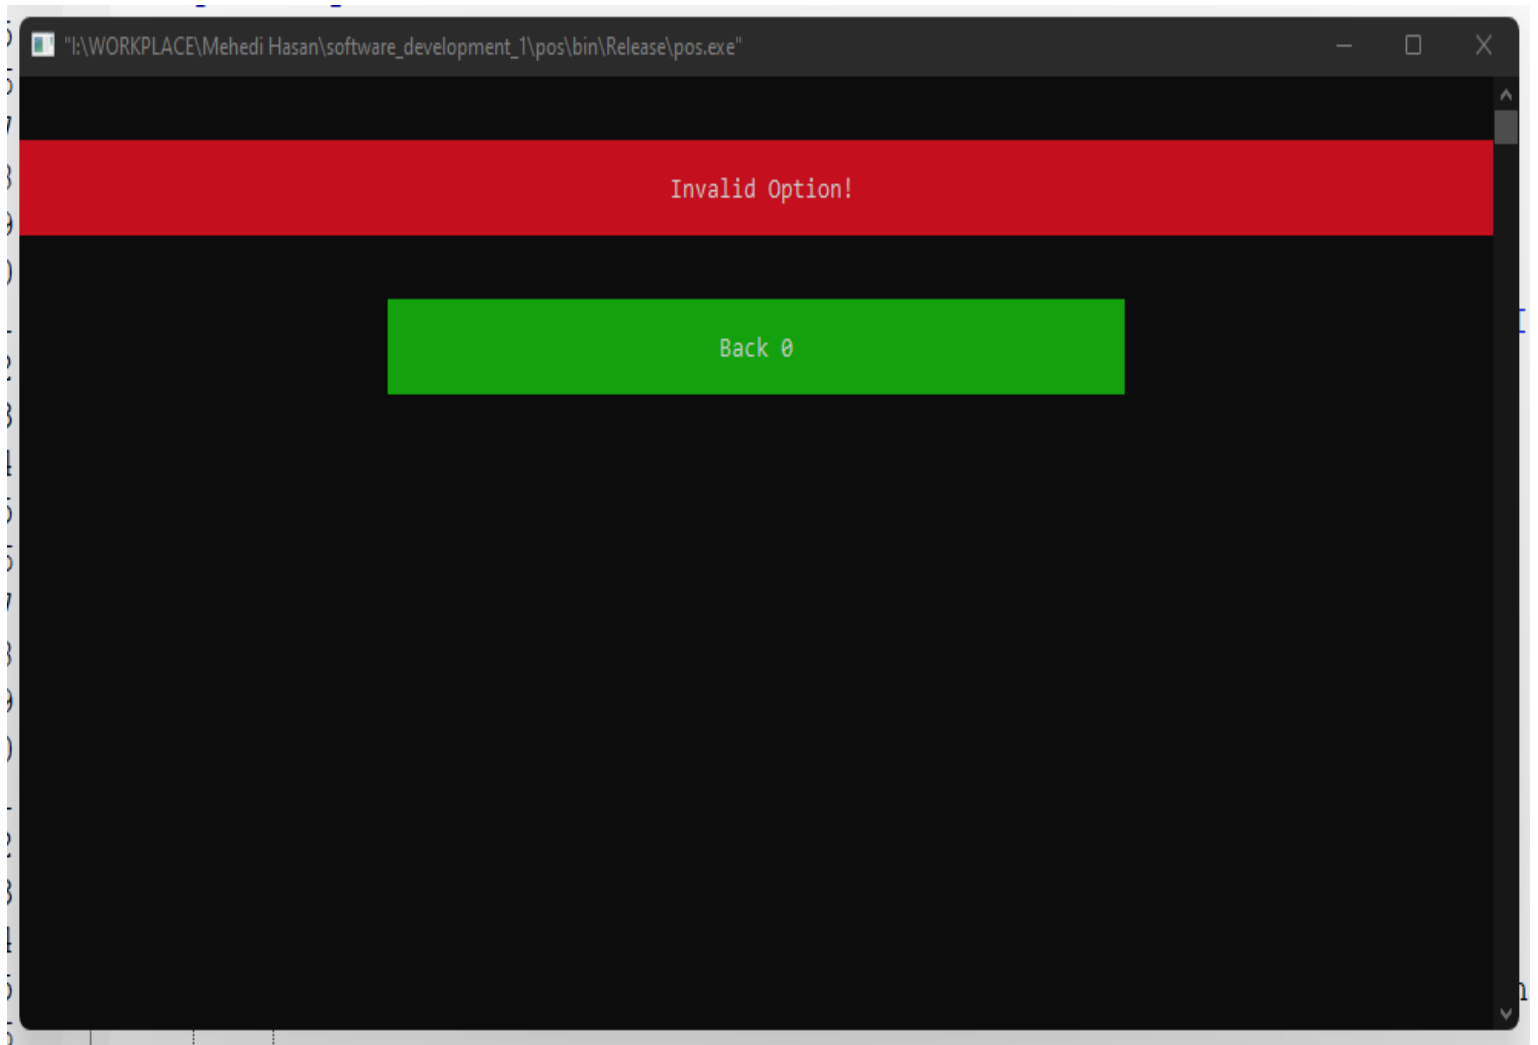 "I:\WORKPLACE\Mehedi Hasan\software_development_1\pos\bin\Release\pos.exe"
Invalid Option!
Back 0